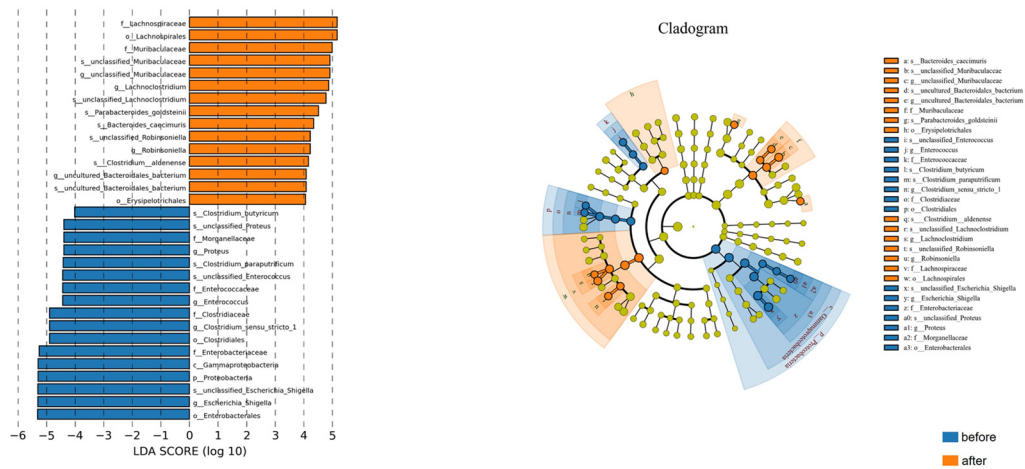 f__Lachnospiraceae
o__Lachnospirales
f__Muribaculaceae
s__unclassified_Muribaculaceae
g__unclassified_Muribaculaceae
g__Lachnoclostridium
s__unclassified_Lachnoclostridium
s__Parabacteroides_goldsteinii
s__Bacteroides_caecimuris
s__unclassified_Robinsoniella
g__Robinsoniella
s__Clostridium__aldenense
g__uncultured_Bacteroidales_bacterium
s__uncultured_Bacteroidales_bacterium
o__Erysipelotrichales
s__Clostridium_butyricum
s__unclassified_Proteus
f__Morganellaceae
g__Proteus
s__Clostridium_paraputrificum
s__unclassified_Enterococcus
f__Enterococcaceae
g__Enterococcus
f__Clostridiaceae
g__Clostridium_sensu_stricto_1
o__Clostridiales
f__Enterobacteriaceae
c__Gammaproteobacteria
p__Proteobacteria
s__unclassified_Escherichia_Shigella
g__Escherichia_Shigella
o__Enterobacterales
−6 −5 −4 −3 −2 −1 0 1 2 3 4 5
LDA SCORE (log 10)
Cladogram
c_Gammaproteobacteria
p_Proteobacteria
a: s__Bacteroides_caecimuris
b: s__unclassified_Muribaculaceae
c: g__unclassified_Muribaculaceae
d: s__uncultured_Bacteroidales_bacterium
e: g__uncultured_Bacteroidales_bacterium
f: f__Muribaculaceae
g: s__Parabacteroides_goldsteinii
h: o__Erysipelotrichales
i: s__unclassified_Enterococcus
j: g__Enterococcus
k: f__Enterococcaceae
l: s__Clostridium_butyricum
m: s__Clostridium_paraputrificum
n: g__Clostridium_sensu_stricto_1
o: f__Clostridiaceae
p: o__Clostridiales
q: s__Clostridium__aldenense
r: s__unclassified_Lachnoclostridium
s: g__Lachnoclostridium
t: s__unclassified_Robinsoniella
u: g__Robinsoniella
v: f__Lachnospiraceae
w: o__Lachnospirales
x: s__unclassified_Escherichia_Shigella
y: g__Escherichia_Shigella
z: f__Enterobacteriaceae
a0: s__unclassified_Proteus
a1: g__Proteus
a2: f__Morganellaceae
a3: o__Enterobacterales
before
after